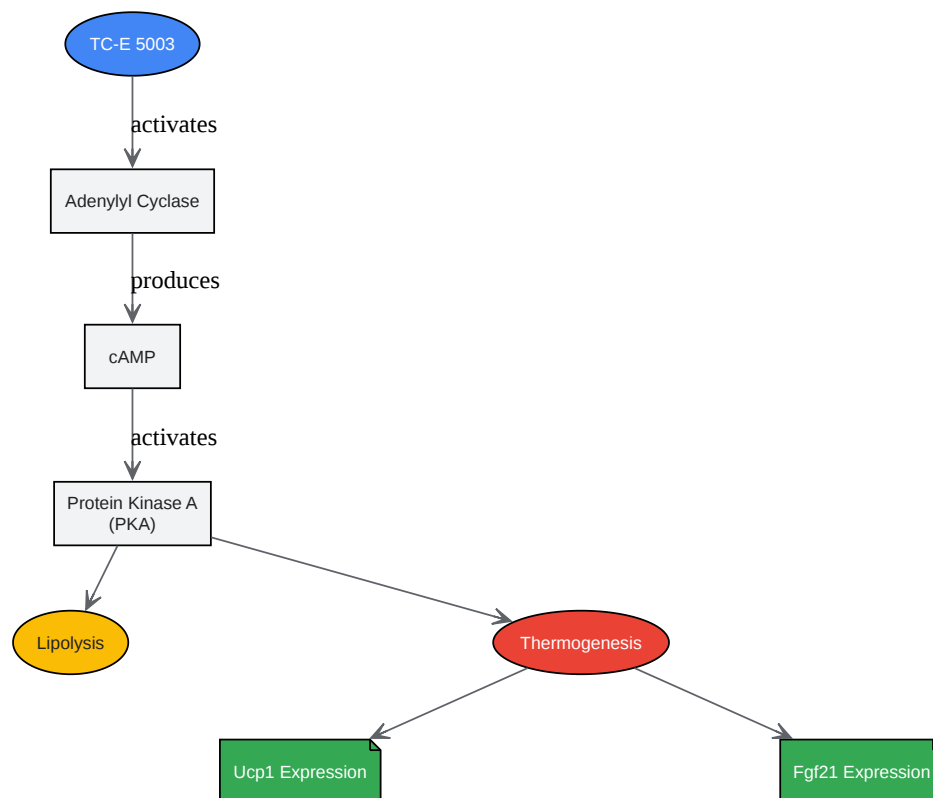 TC-E 5003
activates
Adenylyl Cyclase
produces
cAMP
activates
Protein Kinase A
(PKA)
Lipolysis
Thermogenesis
Ucp1 Expression
Fgf21 Expression